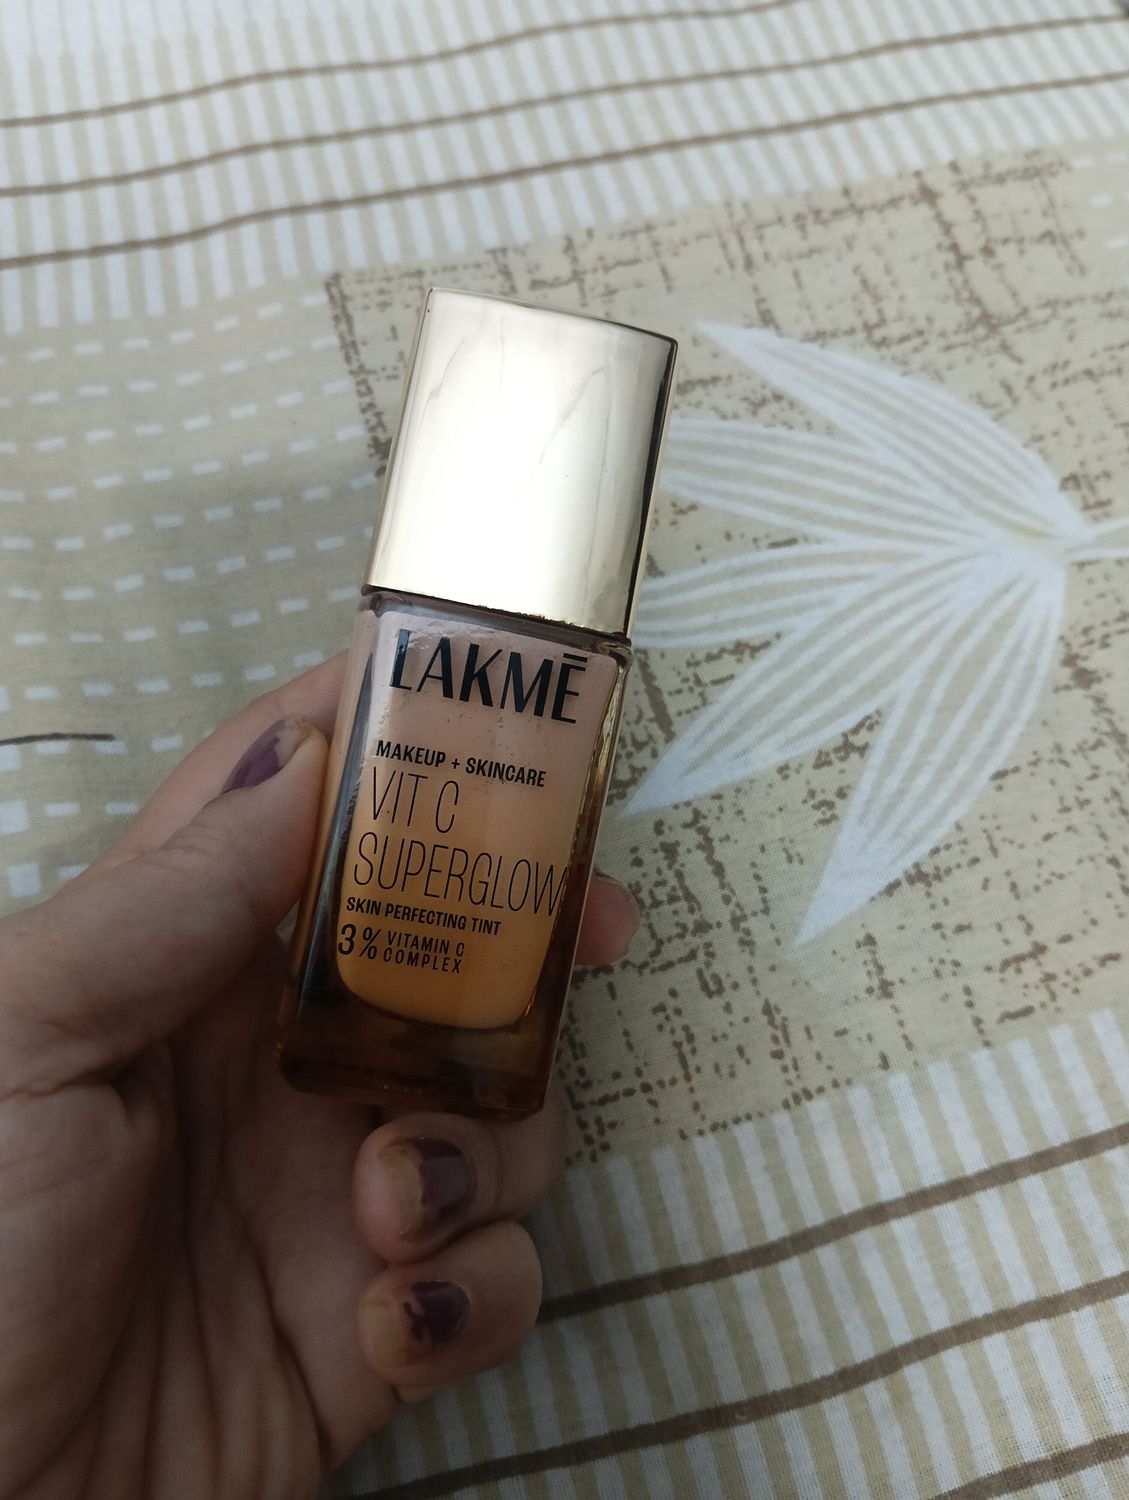 LAKMĒ
MAKEUP + SKINCARE
VIT C
SUPERGLOW
SKIN PERFECTING TINT
3% VITAMIN C
COMPLEX